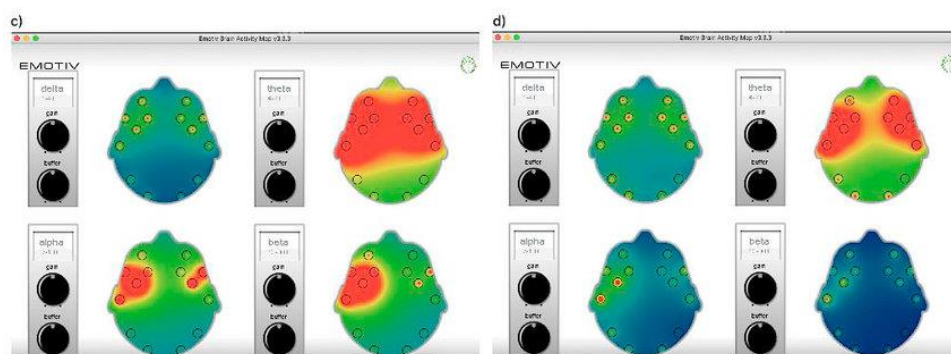 c)
Emotiv Brain Activity Map v3.3.3
EMOTIV
delta
gain
buffer
theta
gain
buffer
alpha
gain
buffer
beta
gain
buffer
d)
Emotiv Brain Activity Map v3.3.3
EMOTIV
delta
gain
buffer
theta
gain
buffer
alpha
gain
buffer
beta
gain
buffer